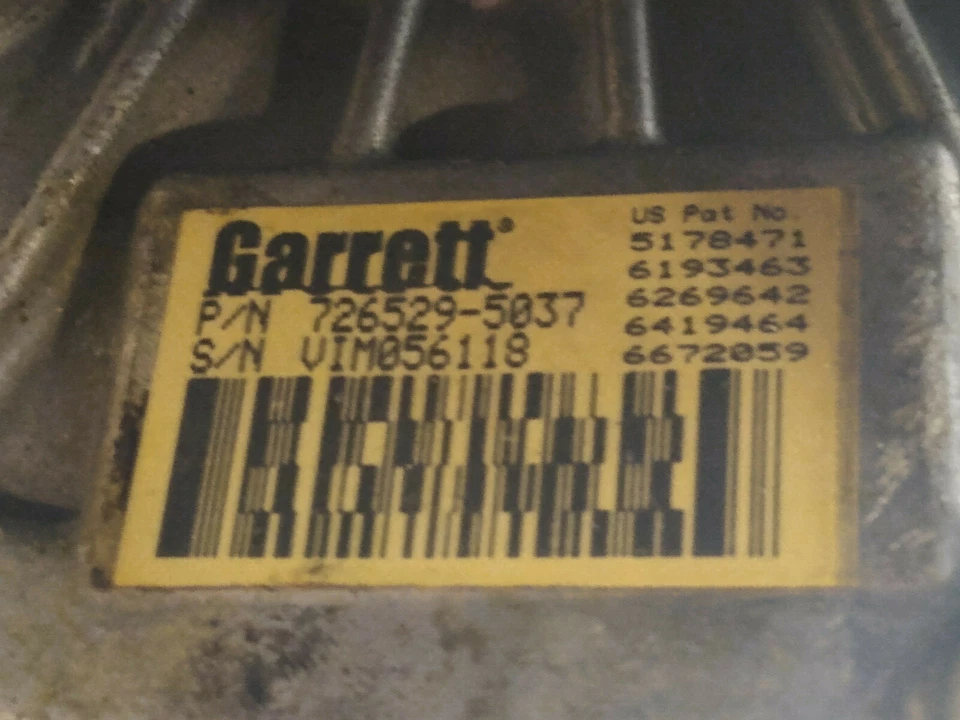 Garrett®
P/N 726529-5037
S/N VIM056118
US Pat No.
5178471
6193463
6269642
6419464
6672059